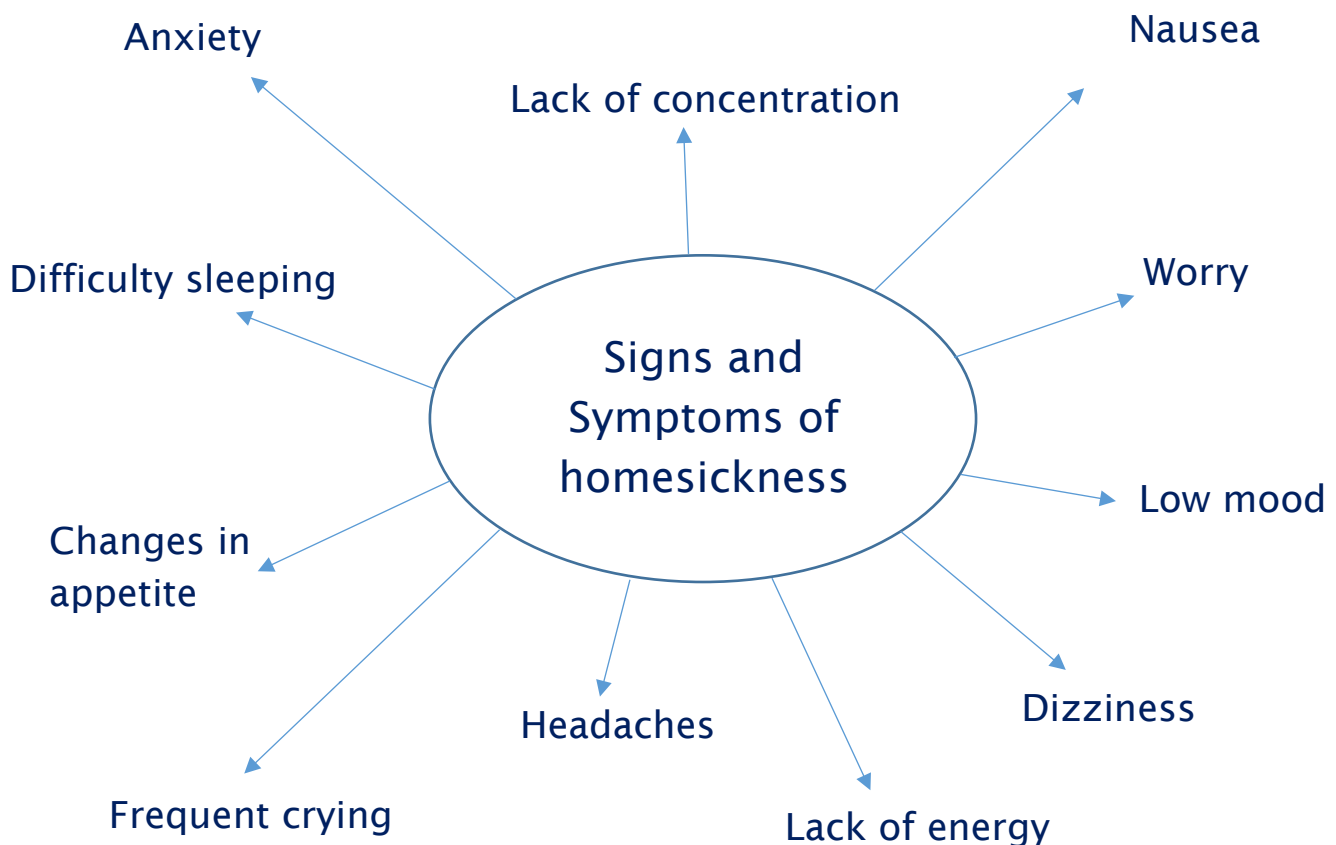 Anxiety
Nausea
Lack of concentration
Difficulty sleeping
Worry
Signs and
Symptoms of
homesickness
Low mood
Changes in
appetite
Headaches
Dizziness
Frequent crying
Lack of energy